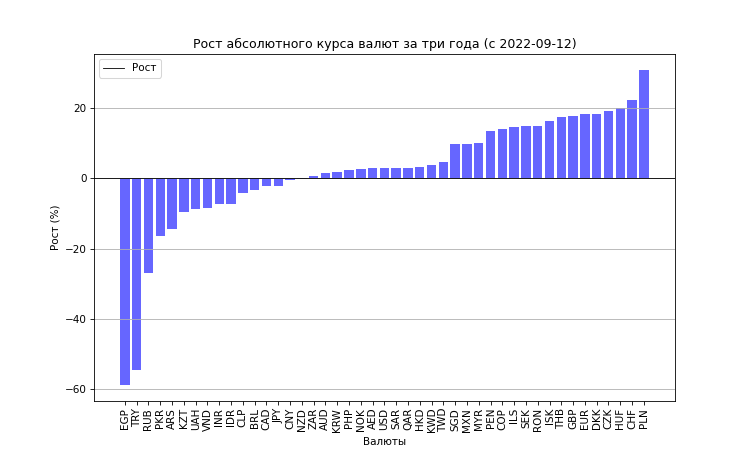 Рост абсолютного курса валют за три года (с 2022-09-12)
Рост
20
0
−20
−40
−60
Рост (%)
EGP
TRY
RUB
PKR
ARS
KZT
UAH
VND
INR
IDR
CLP
BRL
CAD
JPY
CNY
NZD
ZAR
AUD
KRW
PHP
NOK
AED
USD
SAR
QAR
HKD
KWD
TWD
SGD
MXN
MYR
PEN
COP
ILS
SEK
RON
ISK
THB
GBP
EUR
DKK
CZK
HUF
CHF
PLN
Валюты